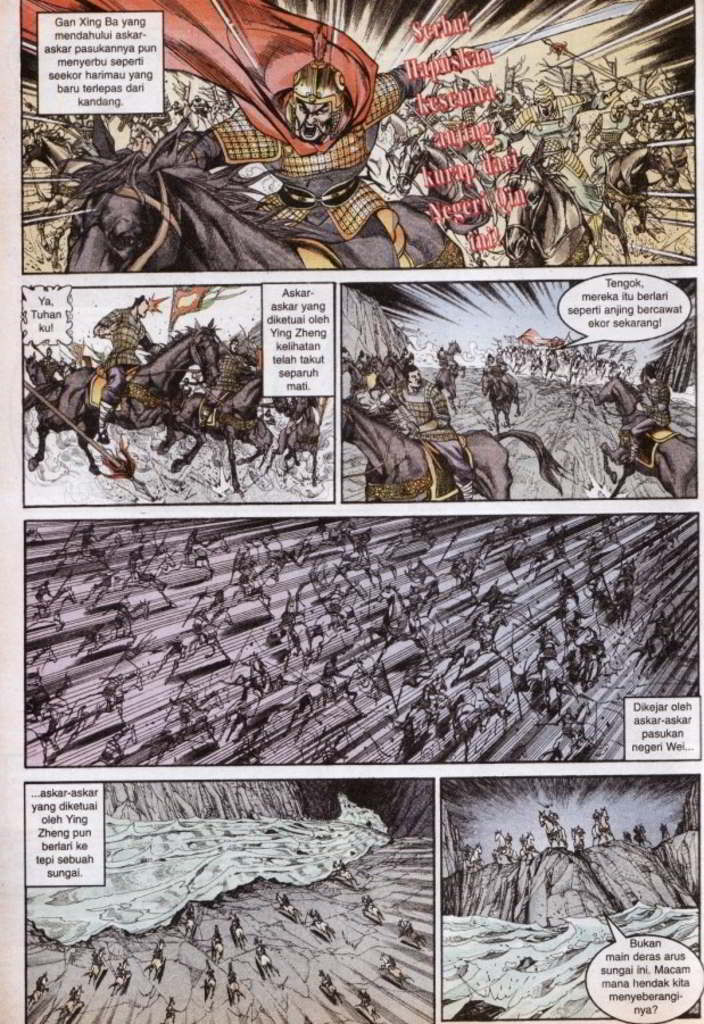 Gan Xing Ba yang
mendahului askar-
askar pasukannya pun
menyerbu seperti
seekor harimau yang
baru terlepas dari
kandang.
Serbu!
Hapuskan
kesemua
anjing
kurap dari
Negeri Qin
ini!
Ya,
Tuhan
ku!
Askar-
askar yang
diketuai oleh
Ying Zheng
kelihatan
telah takut
separuh
mati.
Tengok,
mereka itu berlari
seperti anjing bercawat
ekor sekarang!
Dikejar oleh
askar-askar
pasukan
negeri Wei...
...askar-askar
yang diketuai
oleh Ying
Zheng pun
berlari ke
tepi sebuah
sungai.
Bukan
main deras arus
sungai ini. Macam
mana hendak kita
menyeberangi-
nya?